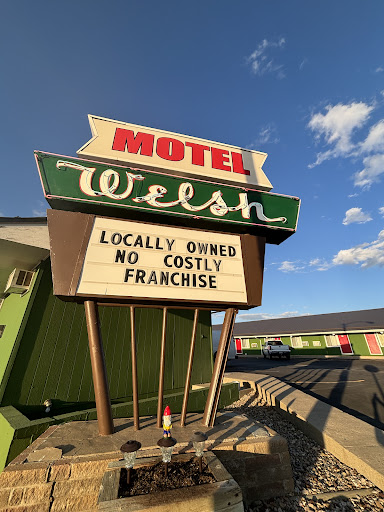 MOTEL
Welsh
LOCALLY OWNED
NO COSTLY
FRANCHISE